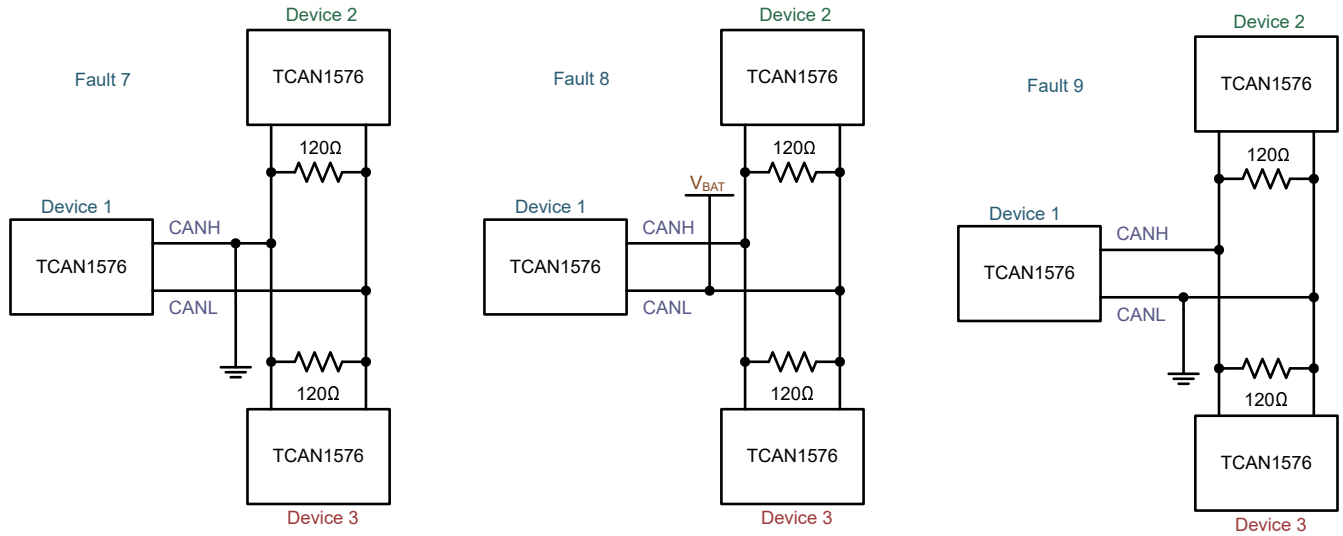 Fault 7
Device 2
TCAN1576
120Ω
Device 1
TCAN1576
CANH
CANL
120Ω
TCAN1576
Device 3
Fault 8
Device 2
TCAN1576
120Ω
VBAT
Device 1
TCAN1576
CANH
CANL
120Ω
TCAN1576
Device 3
Fault 9
Device 2
TCAN1576
120Ω
Device 1
TCAN1576
CANH
CANL
120Ω
TCAN1576
Device 3